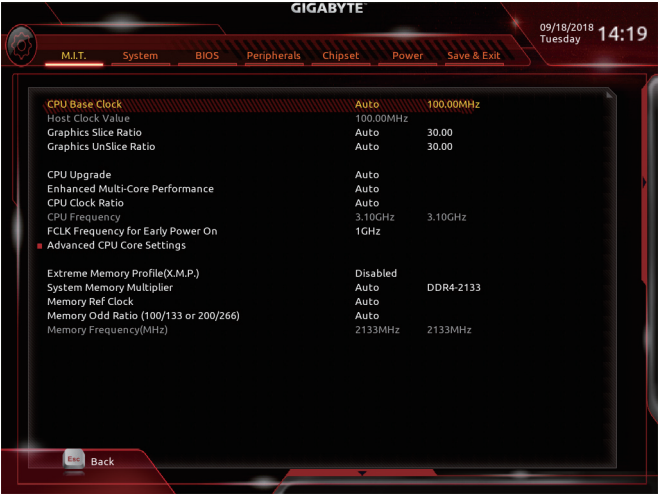 GIGABYTE
09/18/2018 14:19
Tuesday
M.I.T. System BIOS Peripherals Chipset Power Save & Exit
CPU Base Clock Auto 100.00MHz
Host Clock Value 100.00MHz
Graphics Slice Ratio Auto 30.00
Graphics UnSlice Ratio Auto 30.00
CPU Upgrade Auto
Enhanced Multi-Core Performance Auto
CPU Clock Ratio Auto
CPU Frequency 3.10GHz 3.10GHz
FCLK Frequency for Early Power On 1GHz
Advanced CPU Core Settings
Extreme Memory Profile(X.M.P.) Disabled
System Memory Multiplier Auto DDR4-2133
Memory Ref Clock Auto
Memory Odd Ratio (100/133 or 200/266) Auto
Memory Frequency(MHz) 2133MHz 2133MHz
Esc Back